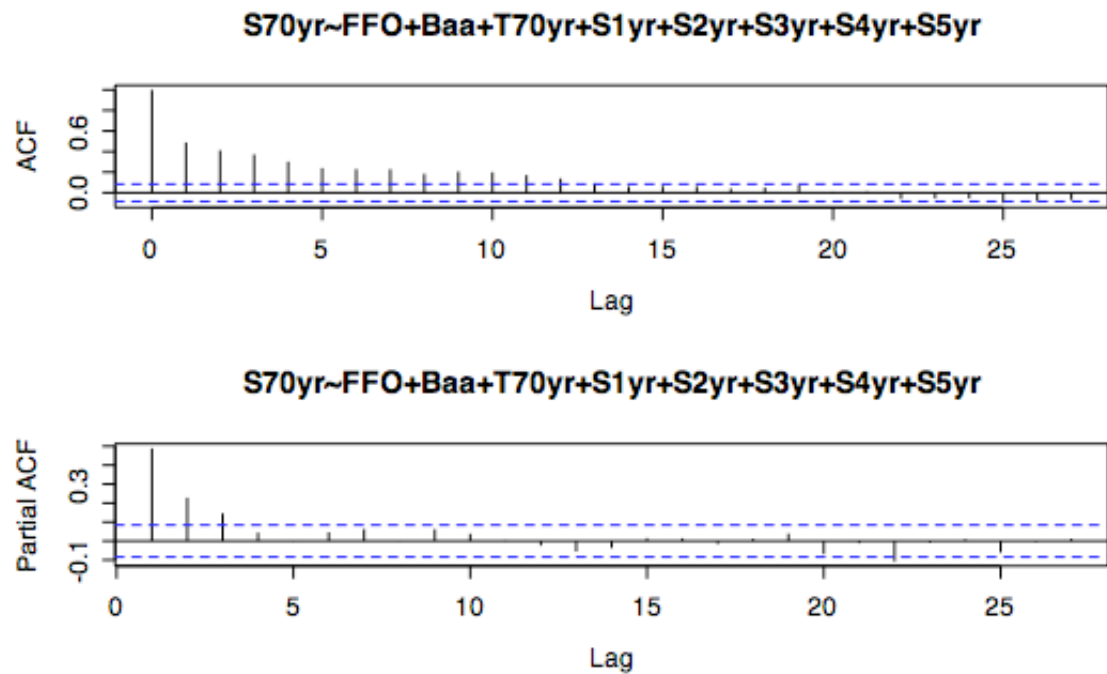 S70yr~FFO+Baa+T70yr+S1yr+S2yr+S3yr+S4yr+S5yr
ACF
0.6
0.0
0 5 10 15 20 25
Lag
S70yr~FFO+Baa+T70yr+S1yr+S2yr+S3yr+S4yr+S5yr
Partial ACF
0.3
-0.1
0 5 10 15 20 25
Lag